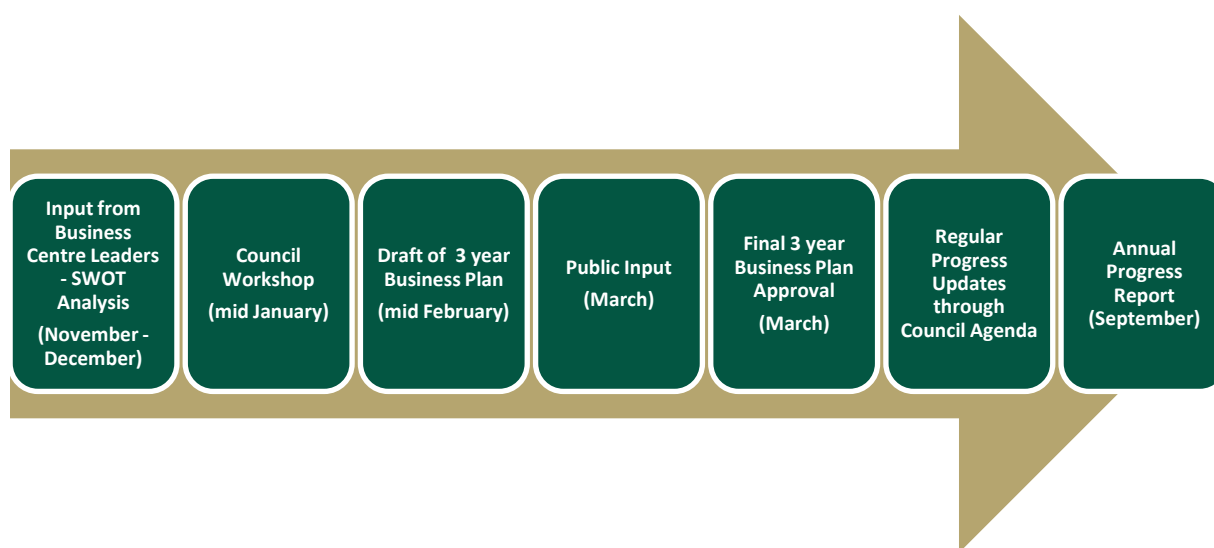 Input from
Business
Centre Leaders
- SWOT
Analysis
(November -
December)
Council
Workshop
(mid January)
Draft of 3 year
Business Plan
(mid February)
Public Input
(March)
Final 3 year
Business Plan
Approval
(March)
Regular
Progress
Updates
through
Council Agenda
Annual
Progress
Report
(September)